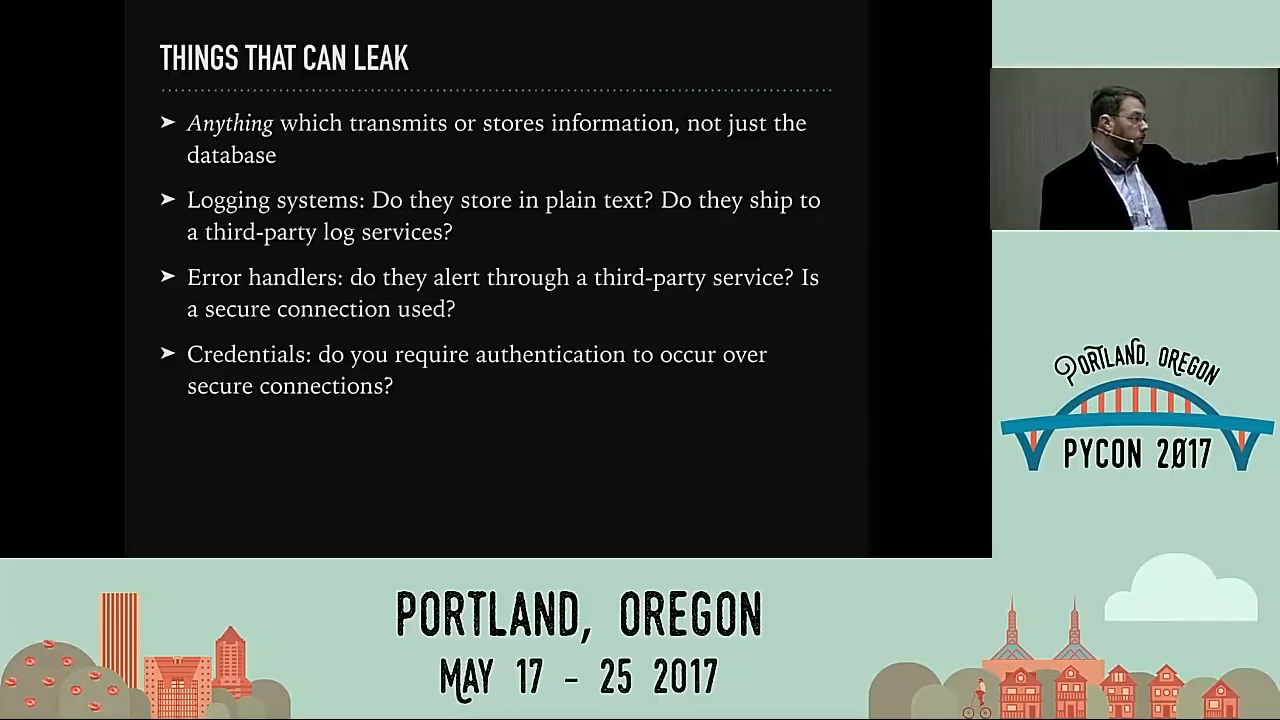 THINGS THAT CAN LEAK
➤ Anything which transmits or stores information, not just the
database
➤ Logging systems: Do they store in plain text? Do they ship to
a third-party log services?
➤ Error handlers: do they alert through a third-party service? Is
a secure connection used?
➤ Credentials: do you require authentication to occur over
secure connections?
PORTLAND, OREGON
PYCON 2017
PORTLAND, OREGON
MAY 17 - 25 2017